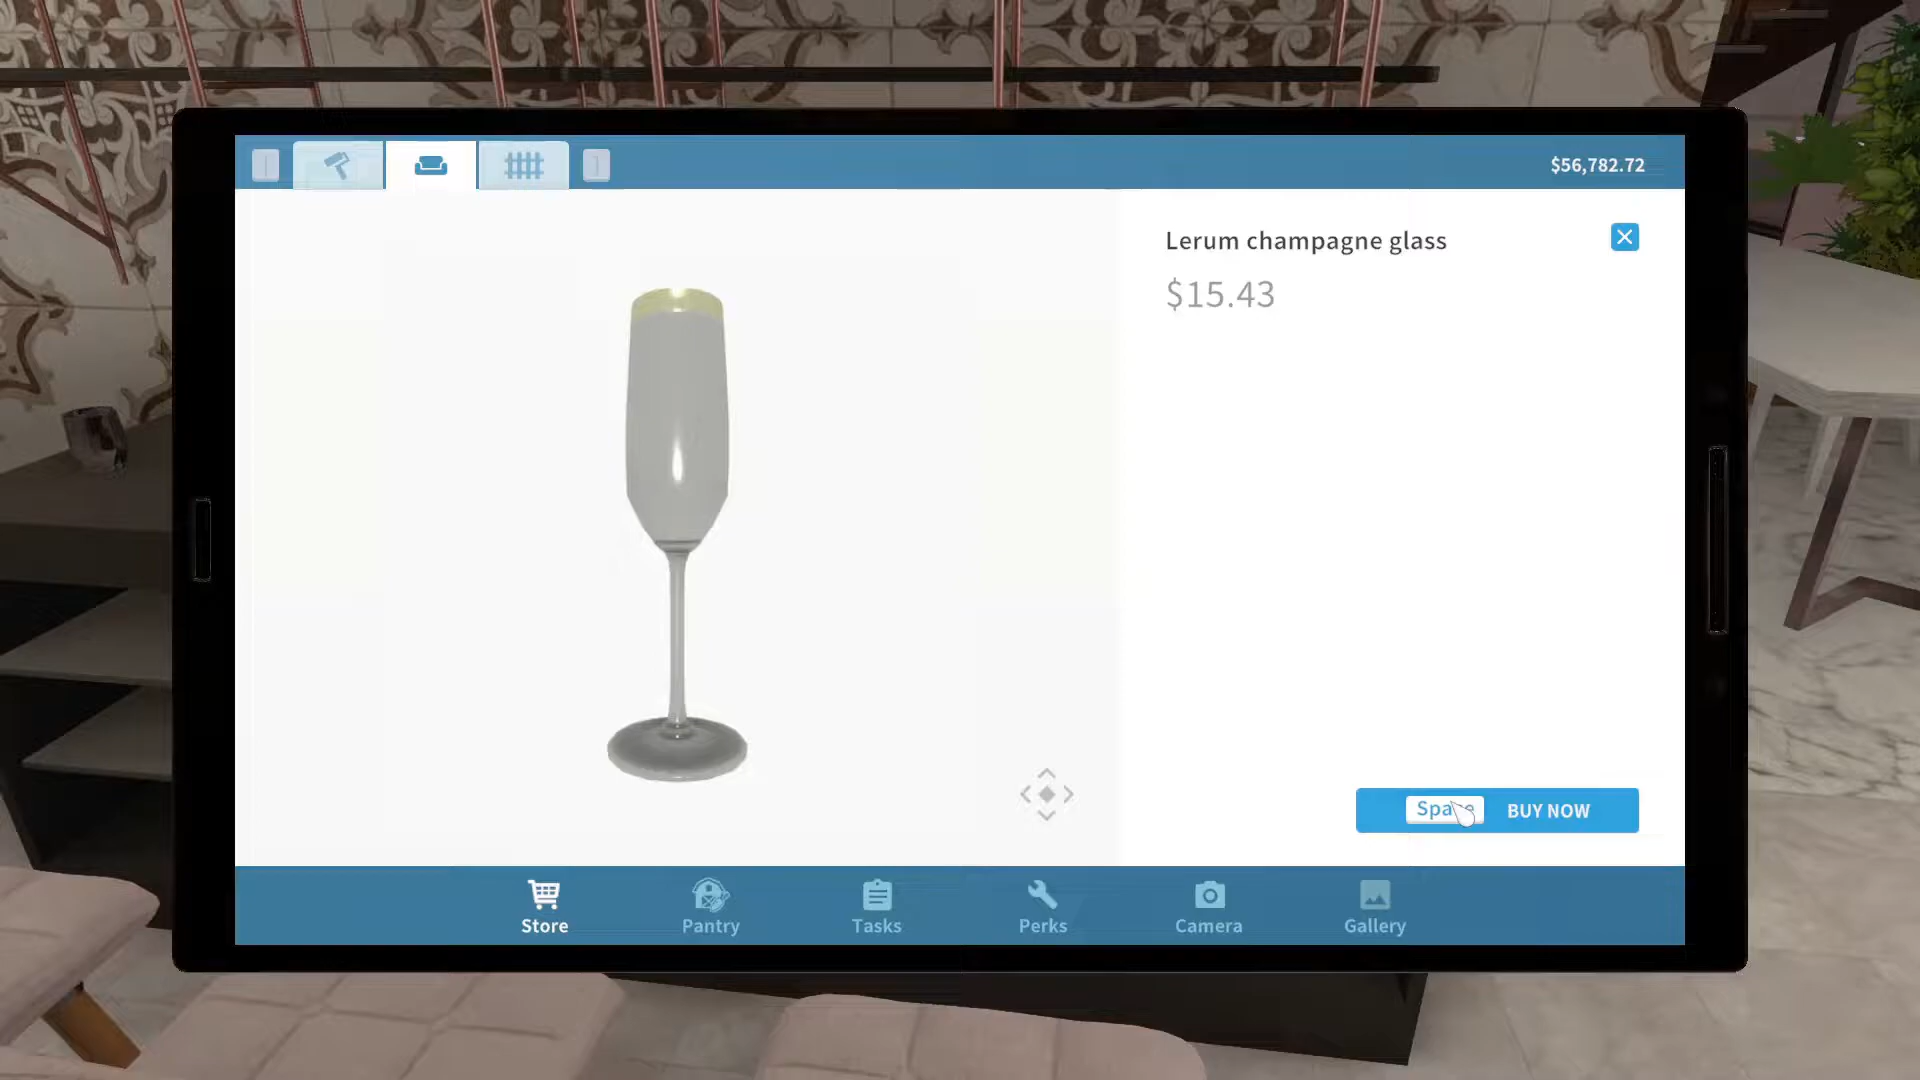 $56,782.72
Lerum champagne glass
$15.43
BUY NOW
Store
Pantry
Tasks
Perks
Camera
Gallery